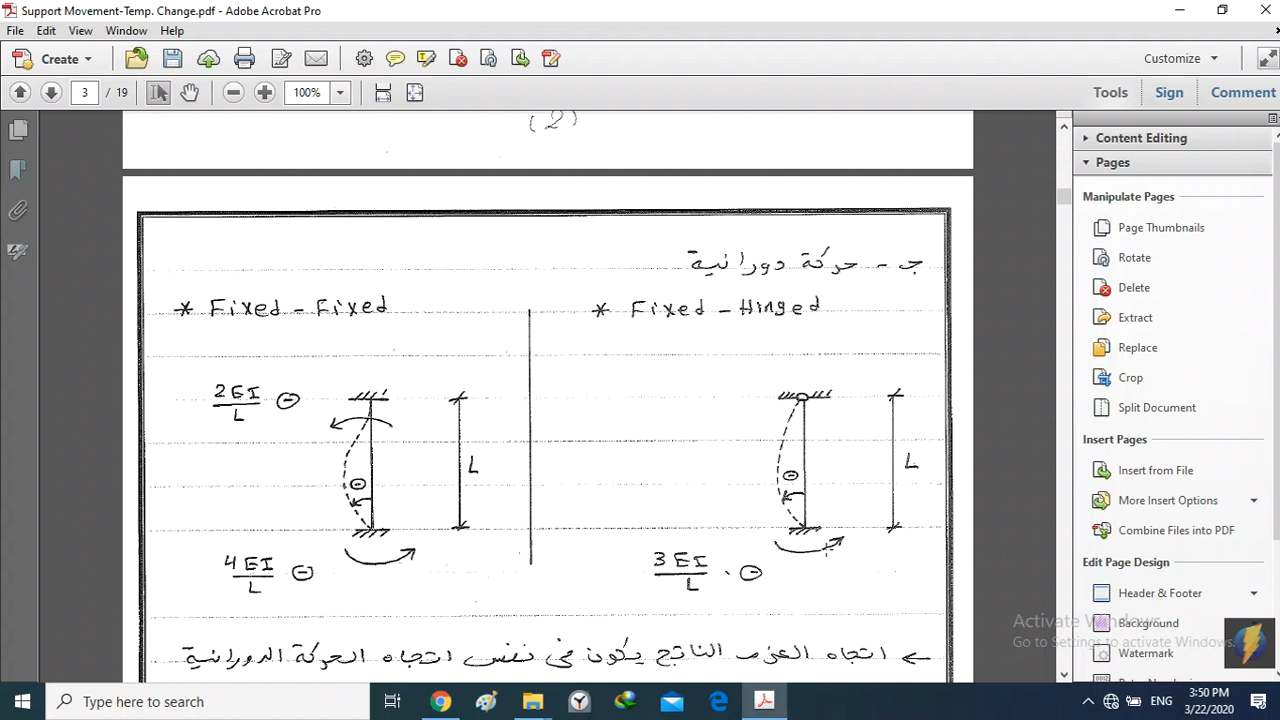 Support Movement-Temp. Change.pdf - Adobe Acrobat Pro
File Edit View Window Help
Create
Customize
3 / 19
100%
Tools Sign Comment
(2)
جـ - حركة دورانية
* Fixed - Fixed
* Fixed - Hinged
2EI/L θ
θ
L
4EI/L θ
θ
L
3EI/L . θ
← اتجاه العزم الناتج يكون فى نفس اتجاه الحركة الدورانية
Content Editing
Pages
Manipulate Pages
Page Thumbnails
Rotate
Delete
Extract
Replace
Crop
Split Document
Insert Pages
Insert from File
More Insert Options
Combine Files into PDF
Edit Page Design
Header & Footer
Background
Watermark
Activate Windows
Go to Settings to activate Windows.
Type here to search
ENG
3:50 PM
3/22/2020